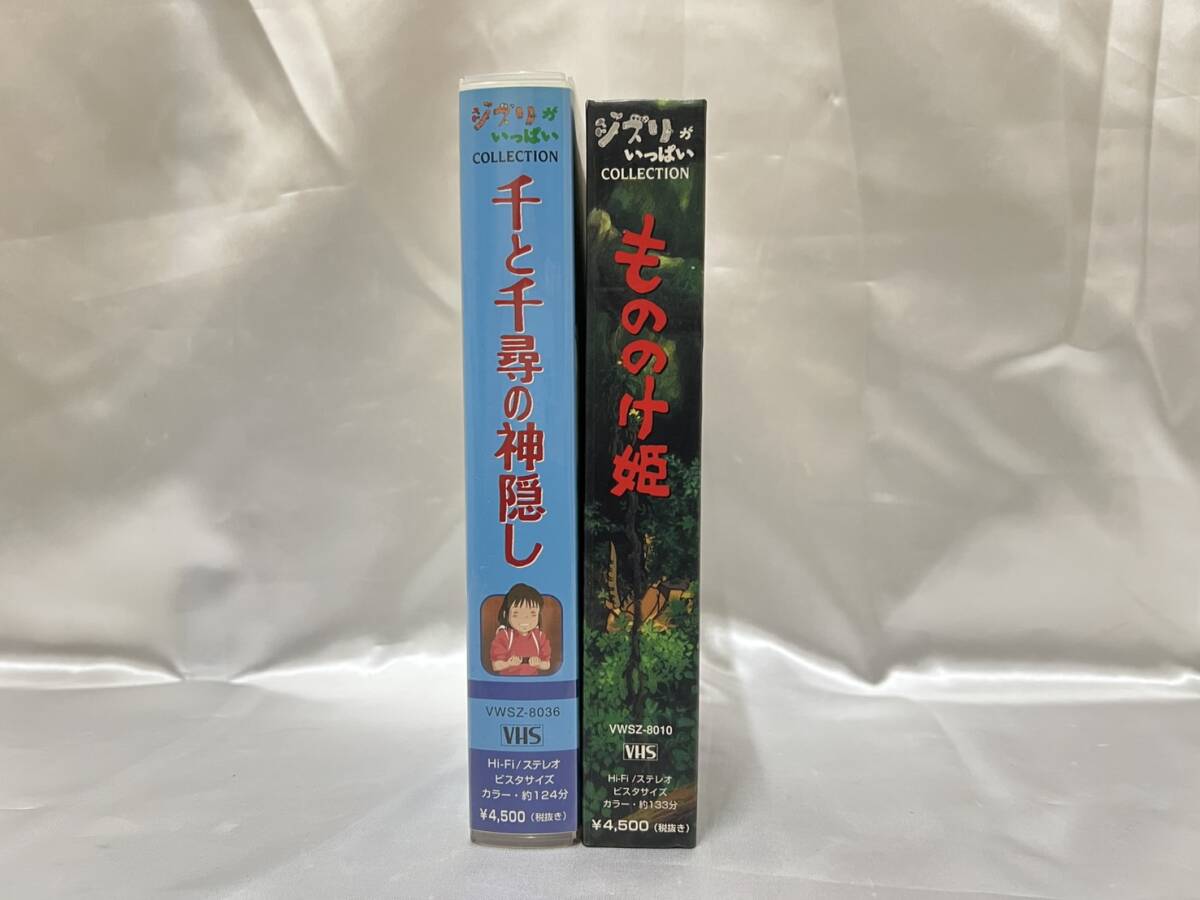 ジブリが
いっぱい
COLLECTION
千と千尋の神隠し
VWSZ-8036
VHS
Hi-Fi/ステレオ
ビスタサイズ
カラー・約124分
¥4,500(税抜き)
ジブリが
いっぱい
COLLECTION
もののけ姫
VWSZ-8010
VHS
Hi-Fi/ステレオ
ビスタサイズ
カラー・約133分
¥4,500(税抜き)